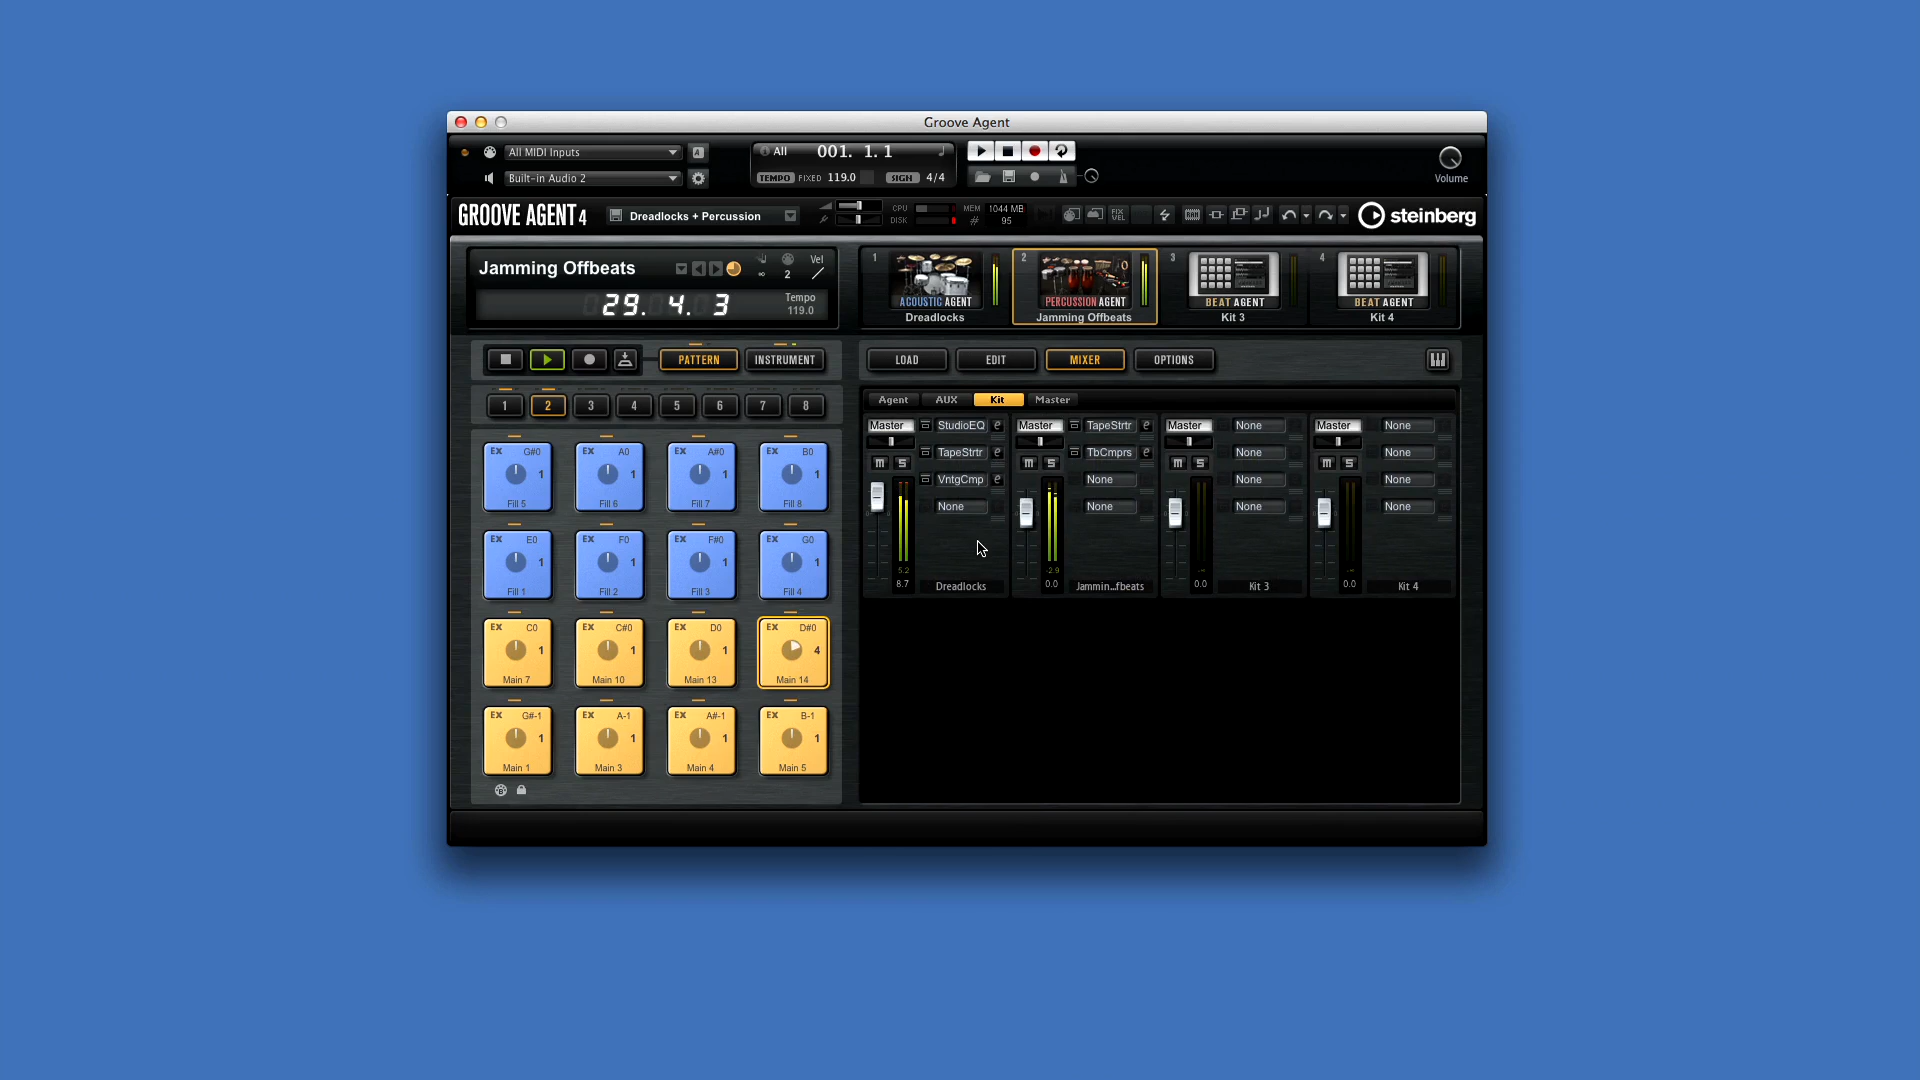 Groove Agent
All MIDI Inputs
All 001. 1. 1
Volume
Built-in Audio 2
TEMPO FIXED 119.0 SIGN 4/4
GROOVE AGENT 4
Dreadlocks + Percussion
CPU
DISK
MEM 1044 MB
# 95
FIX VEL
steinberg
Jamming Offbeats
2
Vel
29. 4. 3
Tempo
119.0
1 ACOUSTIC AGENT Dreadlocks
2 PERCUSSION AGENT Jamming Offbeats
3 BEAT AGENT Kit 3
4 BEAT AGENT Kit 4
PATTERN INSTRUMENT
LOAD EDIT MIXER OPTIONS
1 2 3 4 5 6 7 8
Agent AUX Kit Master
Master StudioEQ e
TapeStrtr e
M S
VntgCmp e
None
5.2
8.7 Dreadlocks
Master TapeStrtr e
TbCmprs e
M S
None
None
-2.9
0.0 Jammin...fbeats
Master None
None
M S
None
None
0.0 Kit 3
Master None
None
M S
None
None
0.0 Kit 4
EX G#0 1 Fill 5
EX A0 1 Fill 6
EX A#0 1 Fill 7
EX B0 1 Fill 8
EX E0 1 Fill 1
EX F0 1 Fill 2
EX F#0 1 Fill 3
EX G0 1 Fill 4
EX C0 1 Main 7
EX C#0 1 Main 10
EX D0 1 Main 13
EX D#0 4 Main 14
EX G#-1 1 Main 1
EX A-1 1 Main 3
EX A#-1 1 Main 4
EX B-1 1 Main 5